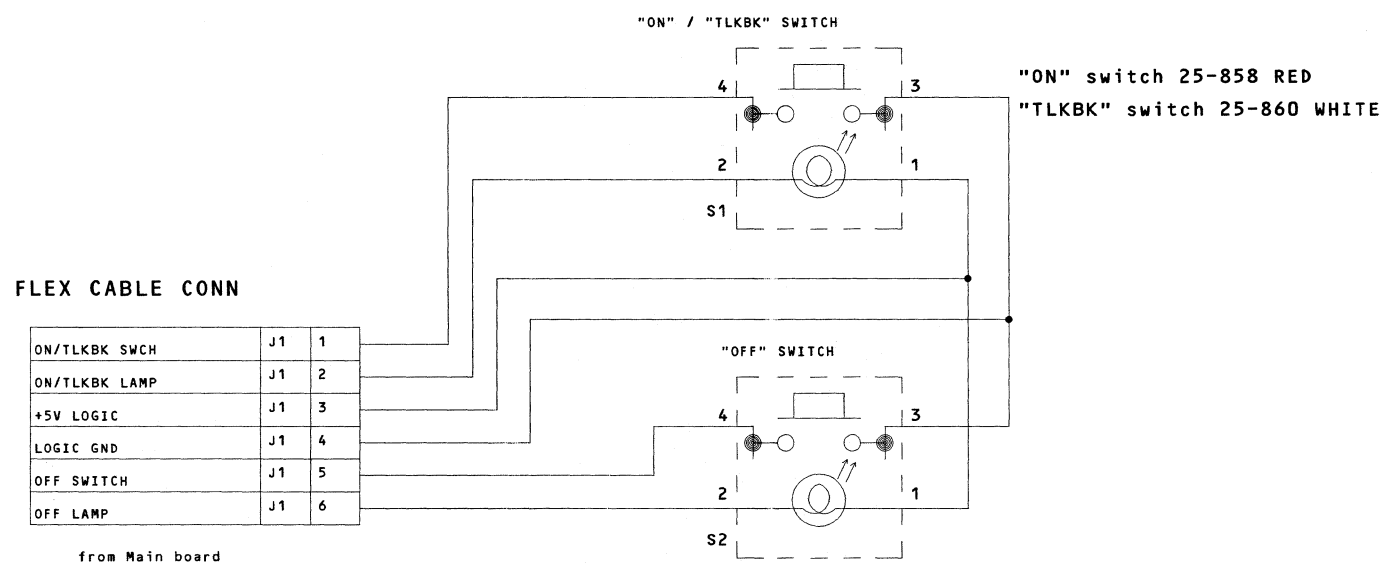 "ON" / "TLKBK" SWITCH
4
3
2
1
S1
"ON" switch 25-858 RED
"TLKBK" switch 25-860 WHITE
FLEX CABLE CONN
ON/TLKBK SWCH J1 1
ON/TLKBK LAMP J1 2
+5V LOGIC J1 3
LOGIC GND J1 4
OFF SWITCH J1 5
OFF LAMP J1 6
from Main board
"OFF" SWITCH
4
3
2
1
S2